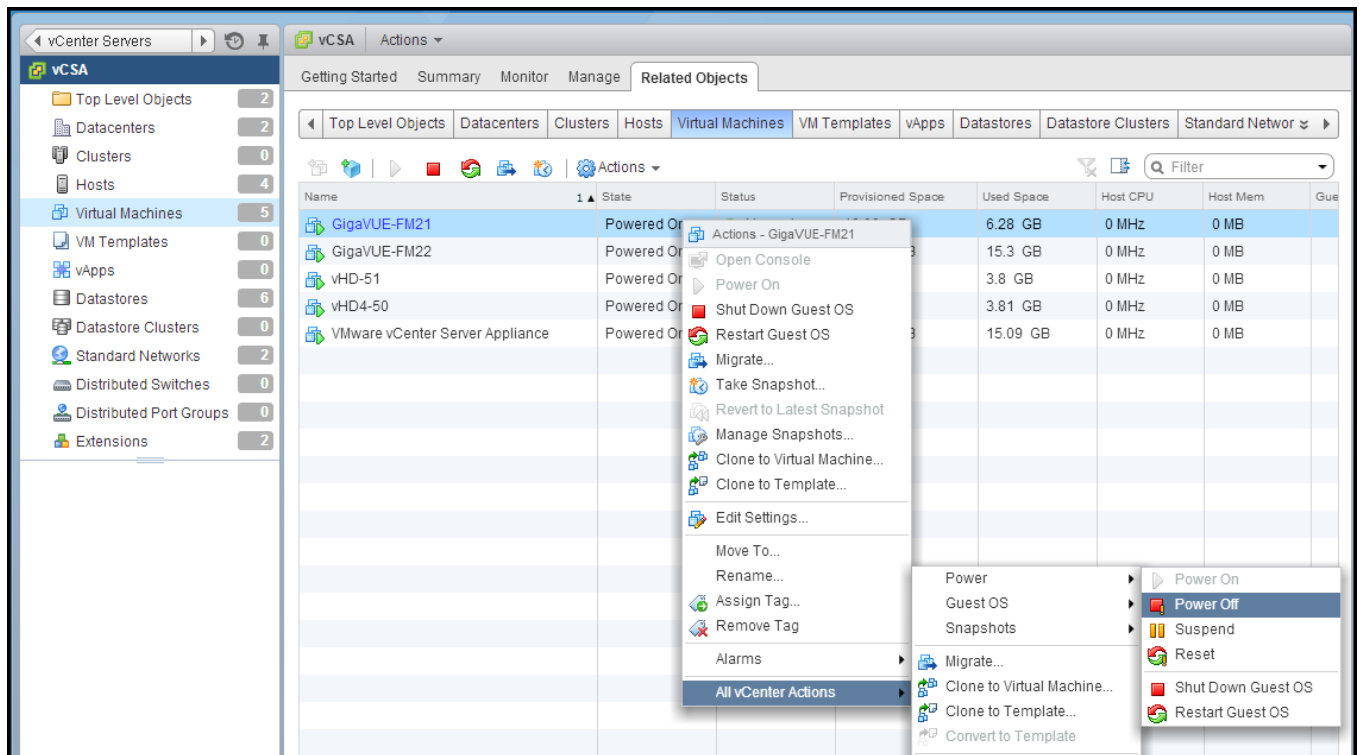 vCenter Servers
vCSA
Top Level Objects 2
Datacenters 2
Clusters 0
Hosts 4
Virtual Machines 5
VM Templates 0
vApps 0
Datastores 6
Datastore Clusters 0
Standard Networks 2
Distributed Switches 0
Distributed Port Groups 0
Extensions 2
vCSA Actions
Getting Started Summary Monitor Manage Related Objects
Top Level Objects Datacenters Clusters Hosts Virtual Machines VM Templates vApps Datastores Datastore Clusters Standard Networ
Actions Filter
Name 1 State Status Provisioned Space Used Space Host CPU Host Mem Gue
GigaVUE-FM21 Powered On 6.28 GB 0 MHz 0 MB
GigaVUE-FM22 Powered On 15.3 GB 0 MHz 0 MB
vHD-51 Powered On 3.8 GB 0 MHz 0 MB
vHD4-50 Powered On 3.81 GB 0 MHz 0 MB
VMware vCenter Server Appliance Powered On 15.09 GB 0 MHz 0 MB
Actions - GigaVUE-FM21
Open Console
Power On
Shut Down Guest OS
Restart Guest OS
Migrate...
Take Snapshot...
Revert to Latest Snapshot
Manage Snapshots...
Clone to Virtual Machine...
Clone to Template...
Edit Settings...
Move To...
Rename...
Assign Tag...
Remove Tag
Alarms
All vCenter Actions
Power
Guest OS
Snapshots
Migrate...
Clone to Virtual Machine...
Clone to Template...
Convert to Template
Power On
Power Off
Suspend
Reset
Shut Down Guest OS
Restart Guest OS